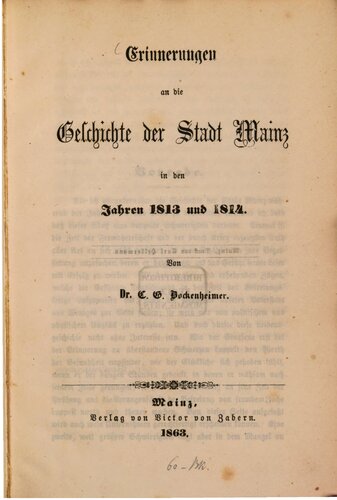 Erinnerungen
an die
Geschichte der Stadt Mainz
in den
Jahren 1813 und 1814.
Von
Dr. C. G. Bockenheimer.
Mainz,
Verlag von Victor von Zabern.
1863.